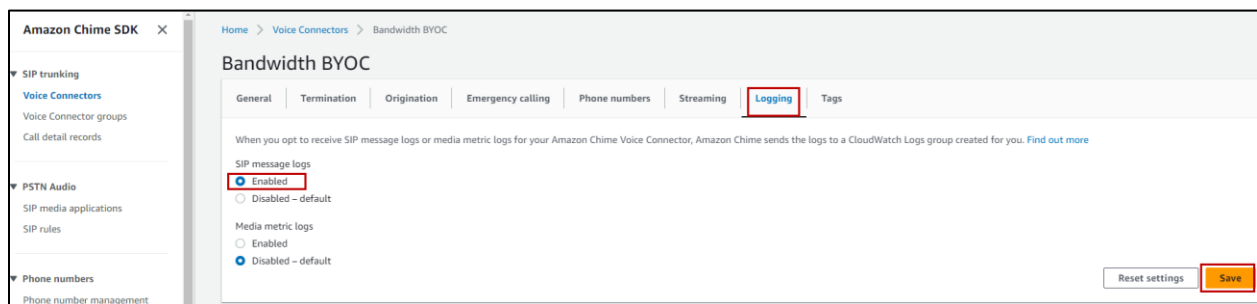 Amazon Chime SDK
SIP trunking
Voice Connectors
Voice Connector groups
Call detail records
PSTN Audio
SIP media applications
SIP rules
Phone numbers
Phone number management
Home > Voice Connectors > Bandwidth BYOC
Bandwidth BYOC
General Termination Origination Emergency calling Phone numbers Streaming Logging Tags
When you opt to receive SIP message logs or media metric logs for your Amazon Chime Voice Connector, Amazon Chime sends the logs to a CloudWatch Logs group created for you. Find out more
SIP message logs
Enabled
Disabled – default
Media metric logs
Enabled
Disabled – default
Reset settings Save